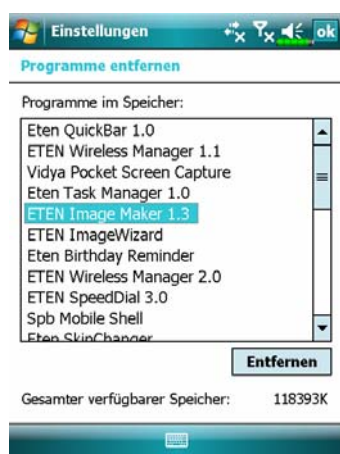 Einstellungen ok
Programme entfernen
Programme im Speicher:
Eten QuickBar 1.0
ETEN Wireless Manager 1.1
Vidya Pocket Screen Capture
Eten Task Manager 1.0
ETEN Image Maker 1.3
ETEN ImageWizard
Eten Birthday Reminder
ETEN Wireless Manager 2.0
ETEN SpeedDial 3.0
Spb Mobile Shell
Eten SkinChanger
Entfernen
Gesamter verfügbarer Speicher: 118393K